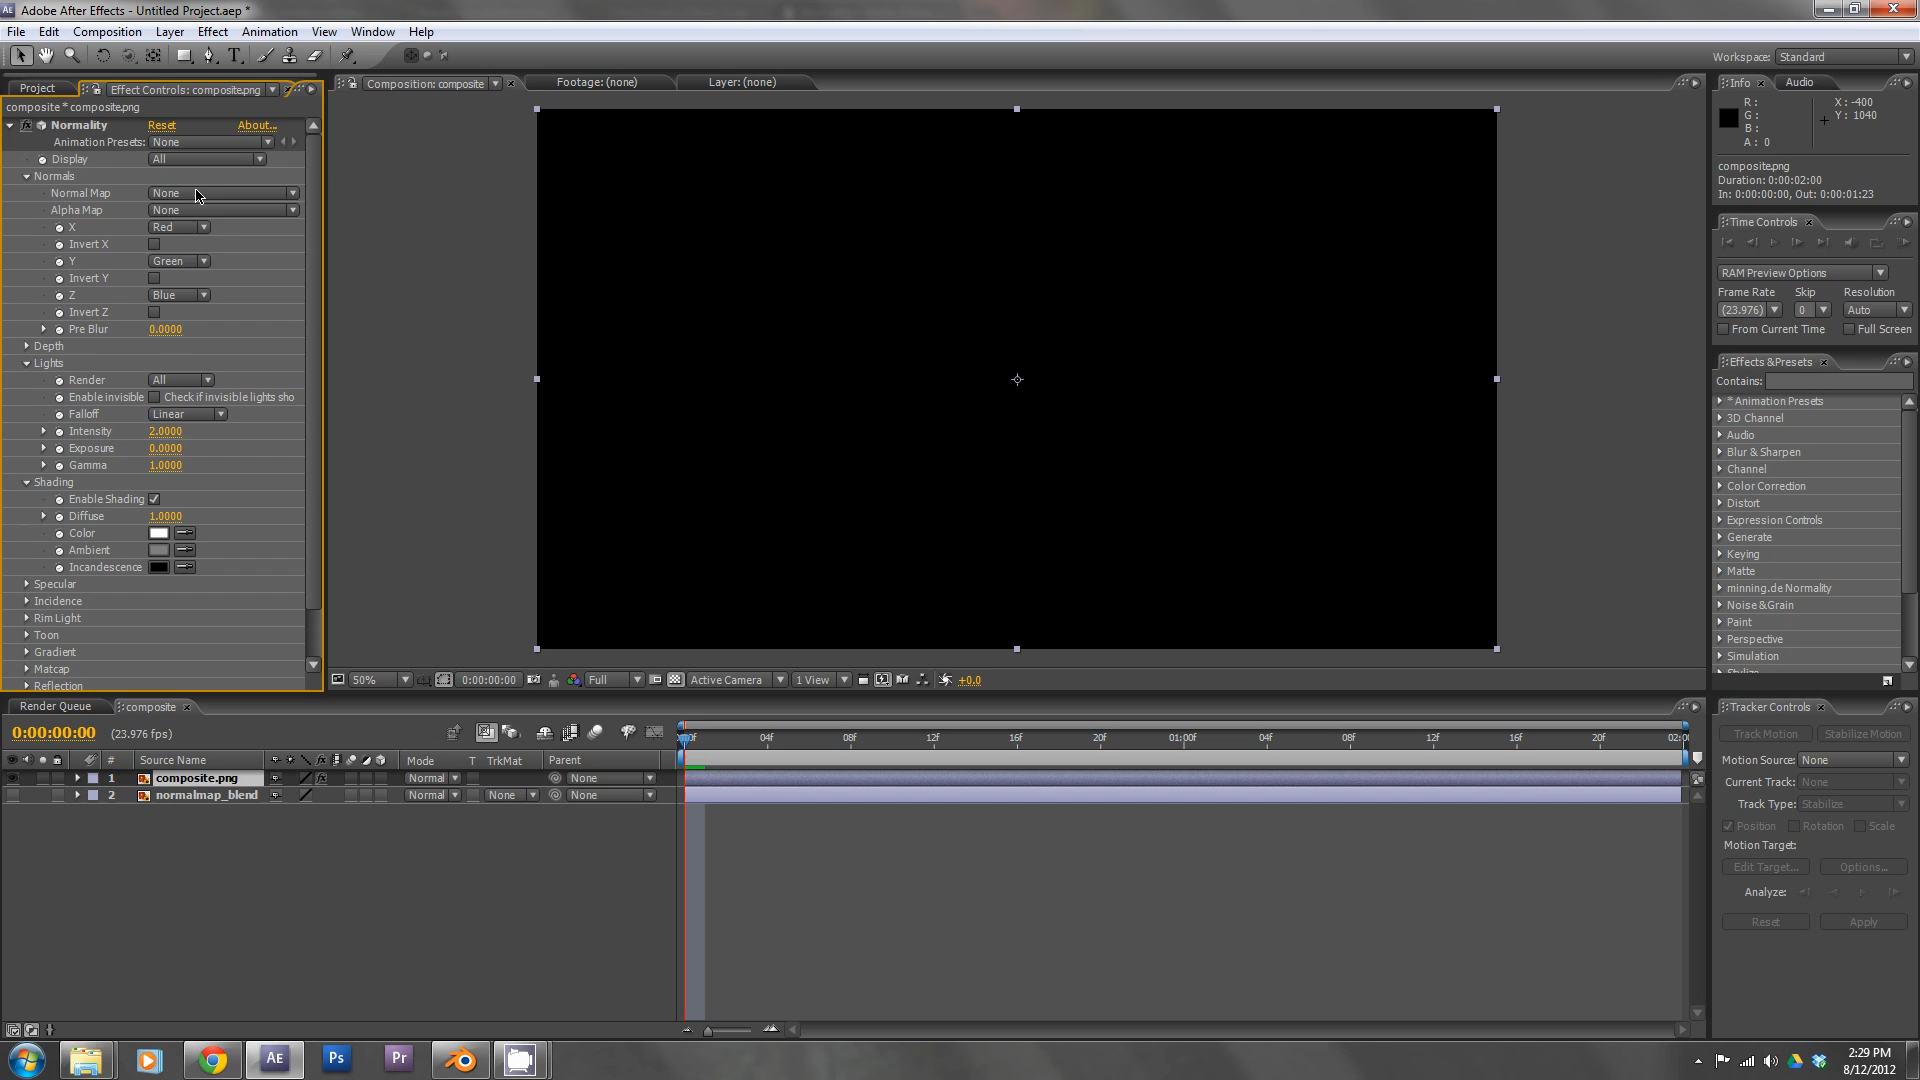 AE Adobe After Effects - Untitled Project.aep *
File Edit Composition Layer Effect Animation View Window Help
Workspace: Standard
Project Effect Controls: composite.png
composite * composite.png
Normality Reset About...
Animation Presets: None
Display All
Normals
Normal Map None
Alpha Map None
X Red
Invert X
Y Green
Invert Y
Z Blue
Invert Z
Pre Blur 0.0000
Depth
Lights
Render All
Enable invisible Check if invisible lights sho
Falloff Linear
Intensity 2.0000
Exposure 0.0000
Gamma 1.0000
Shading
Enable Shading
Diffuse 1.0000
Color
Ambient
Incandescence
Specular
Incidence
Rim Light
Toon
Gradient
Matcap
Reflection
Composition: composite Footage: (none) Layer: (none)
50% 0:00:00:00 Full Active Camera 1 View +0.0
Info Audio
R : X : -400
G : Y : 1040
B :
A : 0
composite.png
Duration: 0:00:02:00
In: 0:00:00:00, Out: 0:00:01:23
Time Controls
RAM Preview Options
Frame Rate Skip Resolution
(23.976) 0 Auto
From Current Time Full Screen
Effects & Presets
Contains:
* Animation Presets
3D Channel
Audio
Blur & Sharpen
Channel
Color Correction
Distort
Expression Controls
Generate
Keying
Matte
minning.de Normality
Noise & Grain
Paint
Perspective
Simulation
Stylize
Render Queue composite
0:00:00:00 (23.976 fps)
# Source Name Mode T TrkMat Parent
1 composite.png Normal None
2 normalmap_blend Normal None None
04f 08f 12f 16f 20f 01:00f 04f 08f 12f 16f 20f
Tracker Controls
Track Motion Stabilize Motion
Motion Source: None
Current Track: None
Track Type: Stabilize
Position Rotation Scale
Motion Target:
Edit Target... Options...
Analyze:
Reset Apply
AE Ps Pr
2:29 PM
8/12/2012